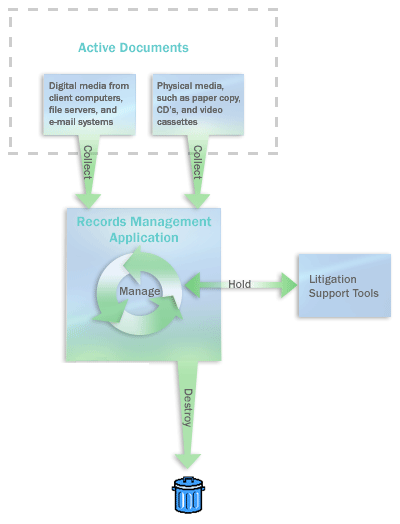 Active Documents
Digital media from
client computers,
file servers, and
e-mail systems
Physical media,
such as paper copy,
CD's, and video
cassettes
Collect
Collect
Records Management
Application
Manage
Hold
Litigation
Support Tools
Destroy